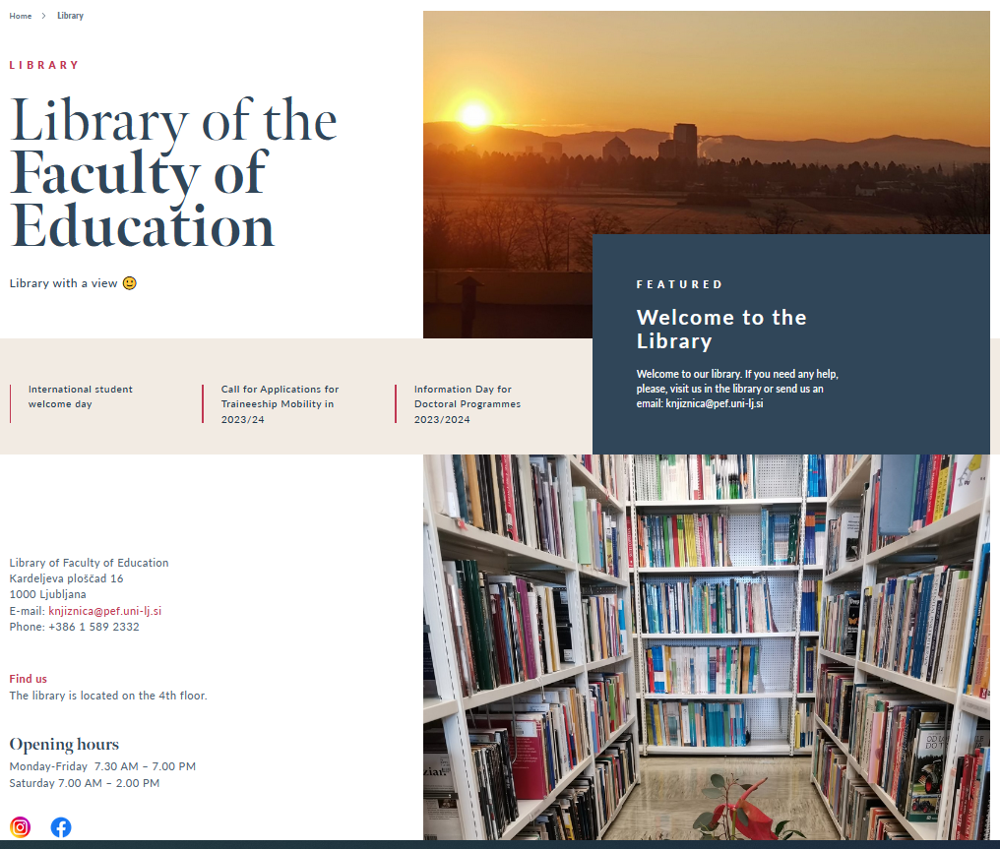 Home > Library
LIBRARY
Library of the
Faculty of
Education
Library with a view 🙂
FEATURED
Welcome to the
Library
Welcome to our library. If you need any help,
please, visit us in the library or send us an
email: knjiznica@pef.uni-lj.si
International student
welcome day
Call for Applications for
Traineeship Mobility in
2023/24
Information Day for
Doctoral Programmes
2023/2024
Library of Faculty of Education
Kardeljeva ploščad 16
1000 Ljubljana
E-mail: knjiznica@pef.uni-lj.si
Phone: +386 1 589 2332
Find us
The library is located on the 4th floor.
Opening hours
Monday-Friday  7.30 AM – 7.00 PM
Saturday 7.00 AM – 2.00 PM